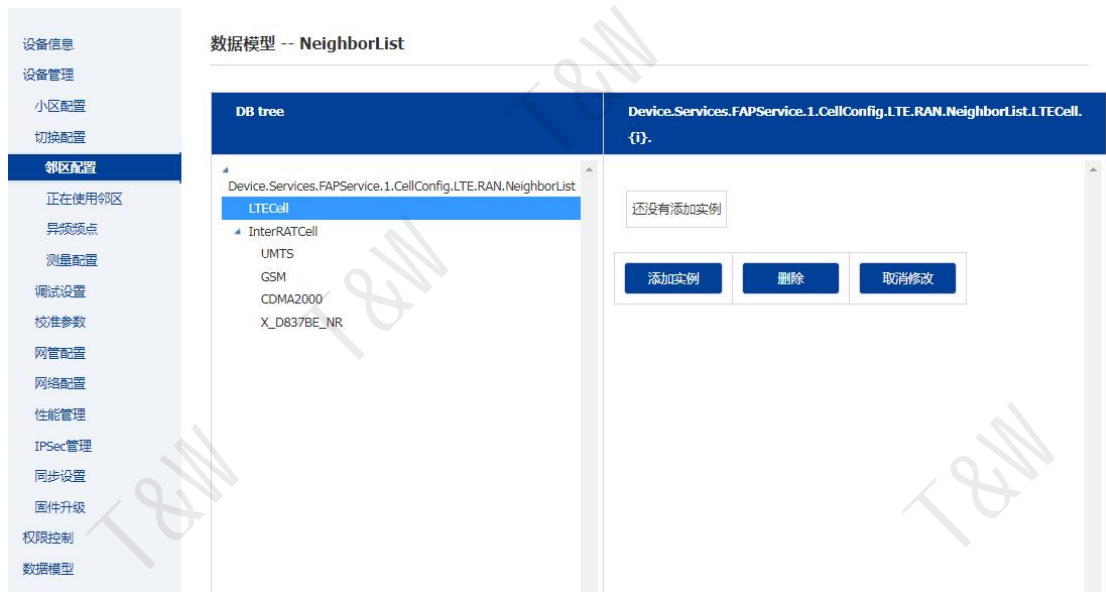 设备信息
设备管理
小区配置
切换配置
邻区配置
正在使用邻区
异频频点
测量配置
调试设置
校准参数
网管配置
网络配置
性能管理
IPSec管理
同步设置
固件升级
权限控制
数据模型
数据模型 -- NeighborList
DB tree
Device.Services.FAPService.1.CellConfig.LTE.RAN.NeighborList
LTECell
InterRATCell
UMTS
GSM
CDMA2000
X_D837BE_NR
Device.Services.FAPService.1.CellConfig.LTE.RAN.NeighborList.LTECell.
{i}.
还没有添加实例
添加实例 删除 取消修改
T&W
T&W
T&W
T&W